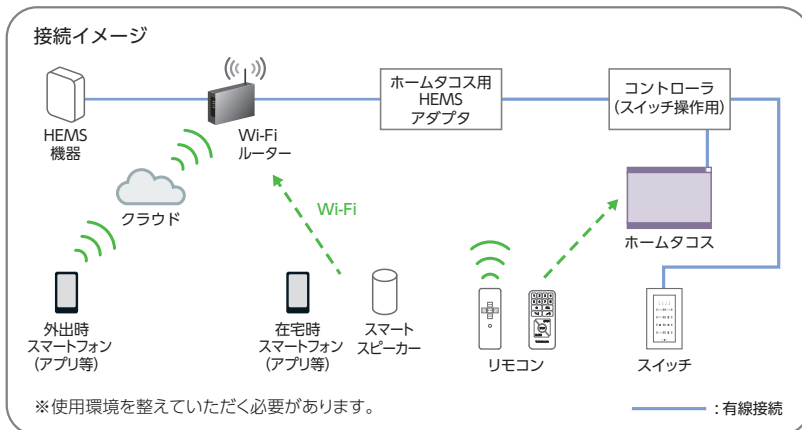 接続イメージ
HEMS
機器
Wi-Fi
ルーター
ホームタコス用
HEMS
アダプタ
コントローラ
(スイッチ操作用)
クラウド
Wi-Fi
ホームタコス
外出時
スマートフォン
(アプリ等)
在宅時
スマートフォン
(アプリ等)
スマート
スピーカー
リモコン
スイッチ
※使用環境を整えていただく必要があります。
：有線接続